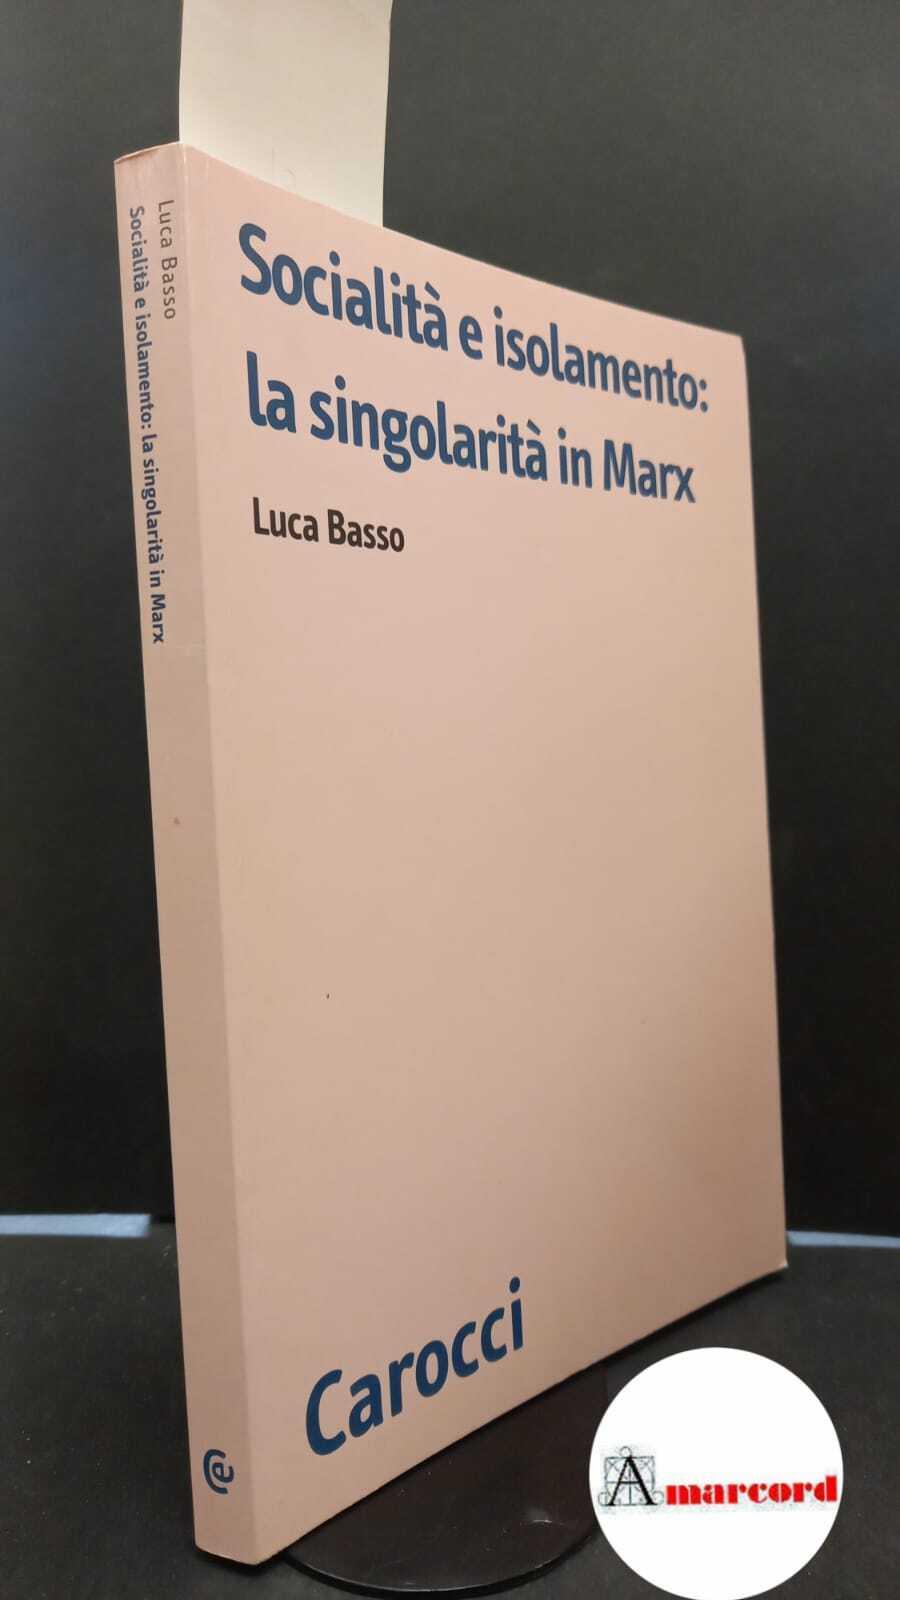 Luca Basso
Socialità e isolamento: la singolarità in Marx
Socialità e isolamento:
la singolarità in Marx
Luca Basso
Carocci
Amarcord